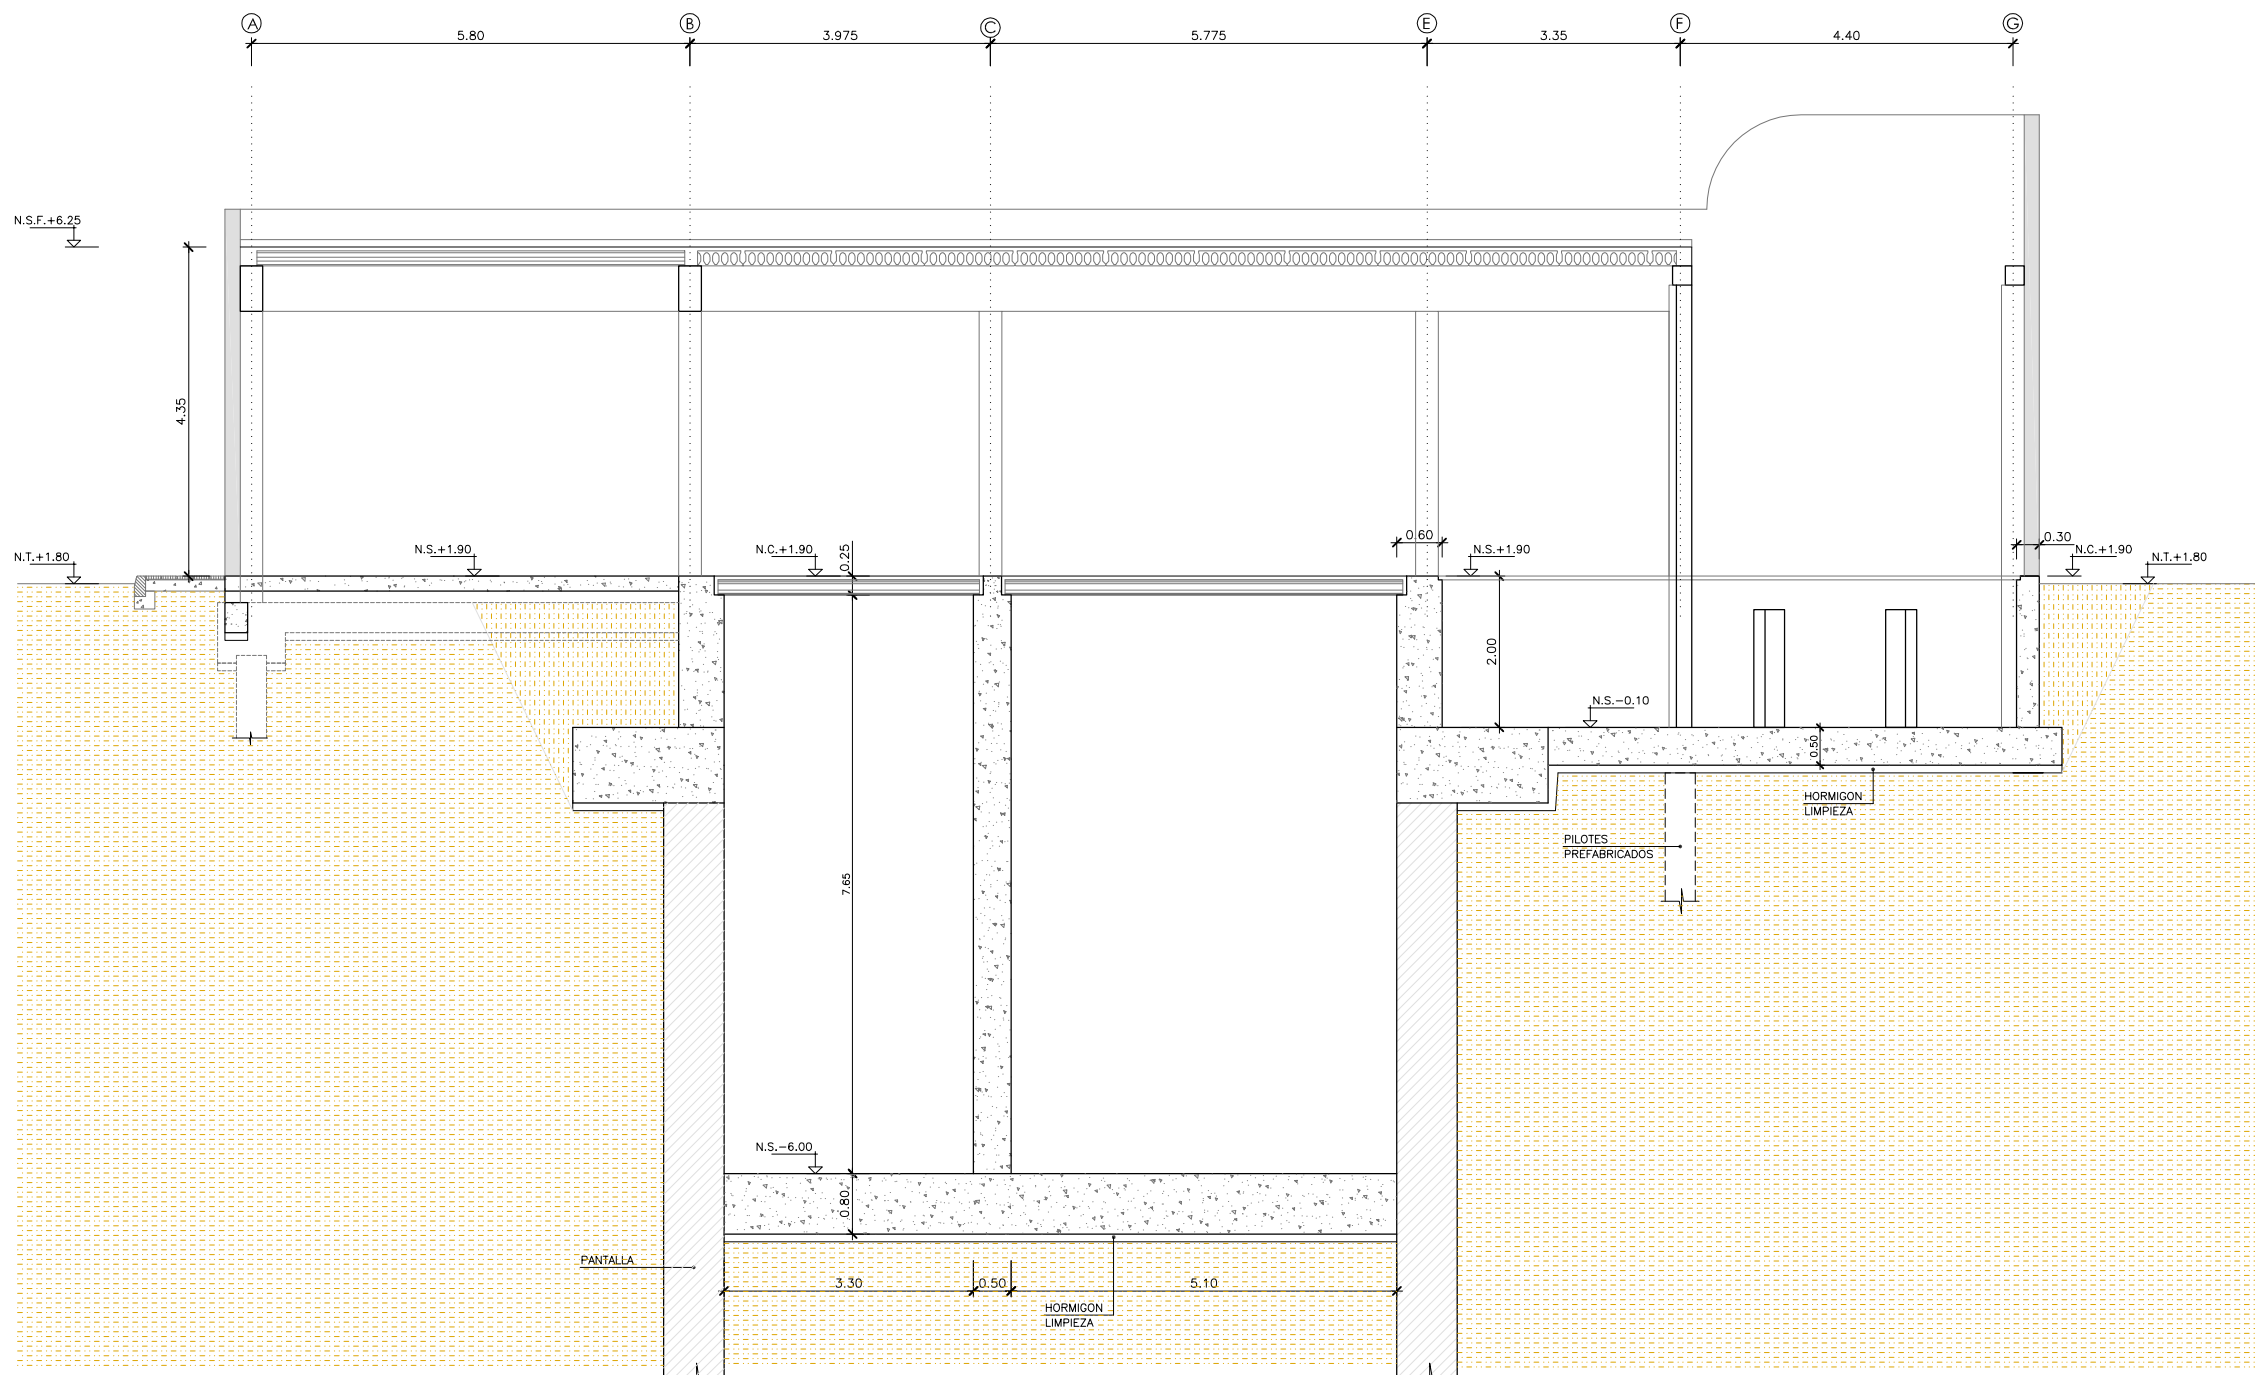 A B C E F G
5.80 3.975 5.775 3.35 4.40
N.S.F.+6.25
4.35
0.60
0.30
N.T.+1.80 N.S.+1.90 N.C.+1.90 0.25 N.S.+1.90 N.C.+1.90 N.T.+1.80
2.00
N.S.-0.10
0.50
HORMIGON
LIMPIEZA
PILOTES
PREFABRICADOS
7.65
N.S.-6.00
0.80
PANTALLA
3.30 0.50 5.10
HORMIGON
LIMPIEZA